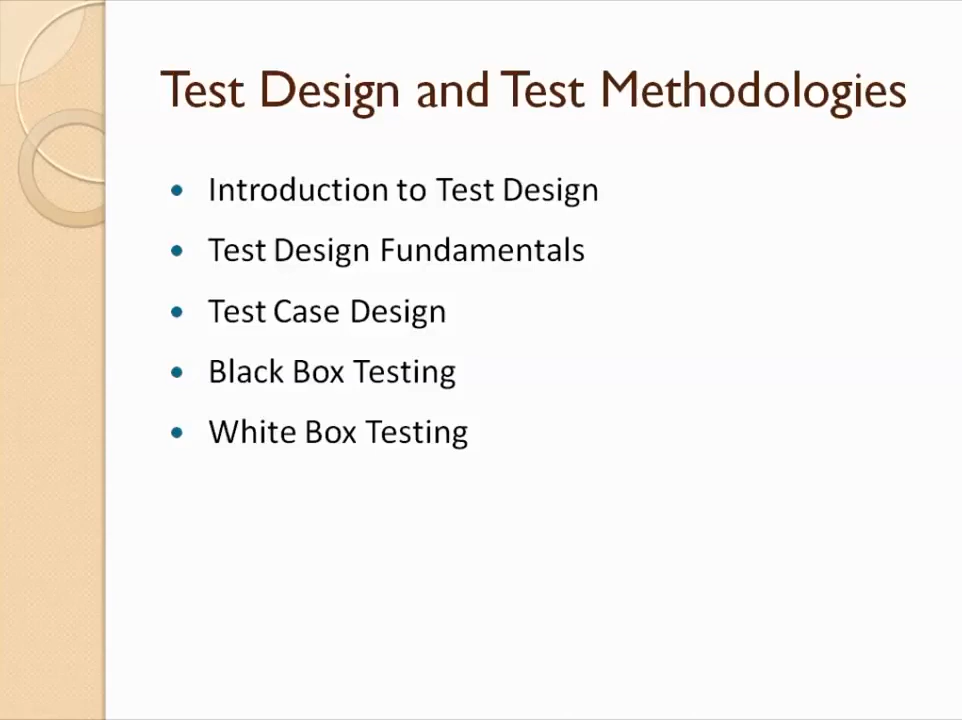 Test Design and Test Methodologies
• Introduction to Test Design
• Test Design Fundamentals
• Test Case Design
• Black Box Testing
• White Box Testing